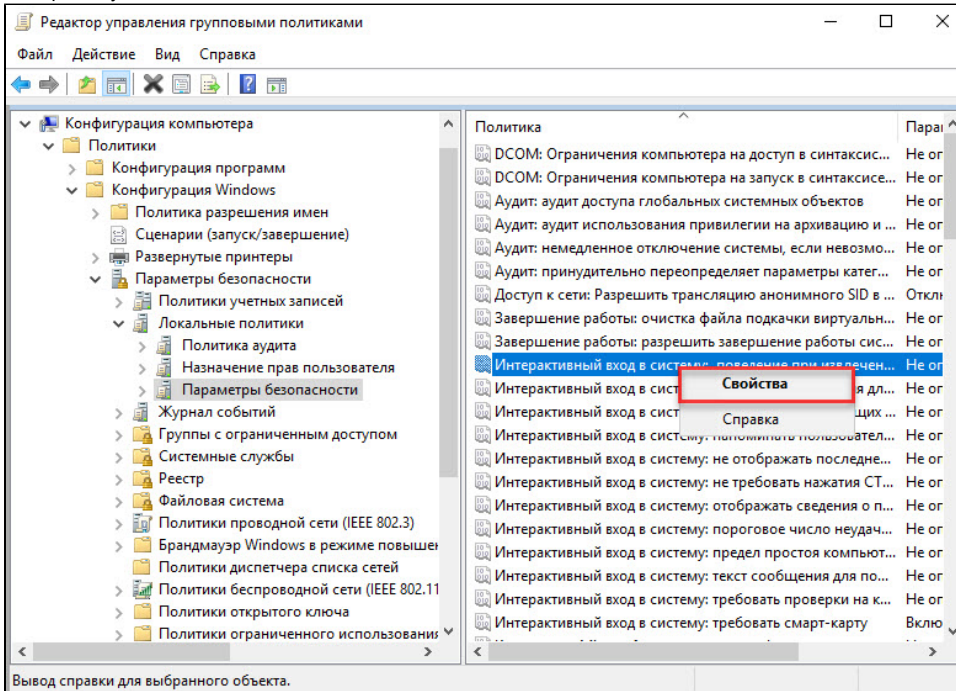 Редактор управления групповыми политиками
Файл Действие Вид Справка
Конфигурация компьютера
Политики
Конфигурация программ
Конфигурация Windows
Политика разрешения имен
Сценарии (запуск/завершение)
Развернутые принтеры
Параметры безопасности
Политики учетных записей
Локальные политики
Политика аудита
Назначение прав пользователя
Параметры безопасности
Журнал событий
Группы с ограниченным доступом
Системные службы
Реестр
Файловая система
Политики проводной сети (IEEE 802.3)
Брандмауэр Windows в режиме повышен
Политики диспетчера списка сетей
Политики беспроводной сети (IEEE 802.11
Политики открытого ключа
Политики ограниченного использования
Политика Парам
DCOM: Ограничения компьютера на доступ в синтаксис... Не ог
DCOM: Ограничения компьютера на запуск в синтаксисе... Не ог
Аудит: аудит доступа глобальных системных объектов Не ог
Аудит: аудит использования привилегии на архивацию и ... Не ог
Аудит: немедленное отключение системы, если невозмо... Не ог
Аудит: принудительно переопределяет параметры катег... Не ог
Доступ к сети: Разрешить трансляцию анонимного SID в ... Откл
Завершение работы: очистка файла подкачки виртуальн... Не ог
Завершение работы: разрешить завершение работы сис... Не ог
Интерактивный вход в систему: поведение при извлечен... Не ог
Интерактивный вход в сист я дл... Не ог
Интерактивный вход в сист щих ... Не ог
Интерактивный вход в систему: напоминать пользовател... Не ог
Интерактивный вход в систему: не отображать последне... Не ог
Интерактивный вход в систему: не требовать нажатия CT... Не ог
Интерактивный вход в систему: отображать сведения о п... Не ог
Интерактивный вход в систему: пороговое число неудач... Не ог
Интерактивный вход в систему: предел простоя компьют... Не ог
Интерактивный вход в систему: текст сообщения для по... Не ог
Интерактивный вход в систему: требовать проверки на к... Не ог
Интерактивный вход в систему: требовать смарт-карту Вклю
Свойства
Справка
Вывод справки для выбранного объекта.